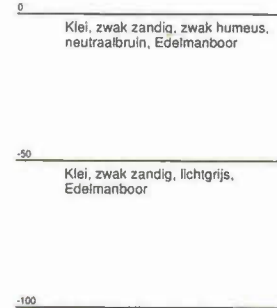 0
Klei, zwak zandig, zwak humeus,
neutraalbruin, Edelmanboor
-50
Klei, zwak zandig, lichtgrijs,
Edelmanboor
-100